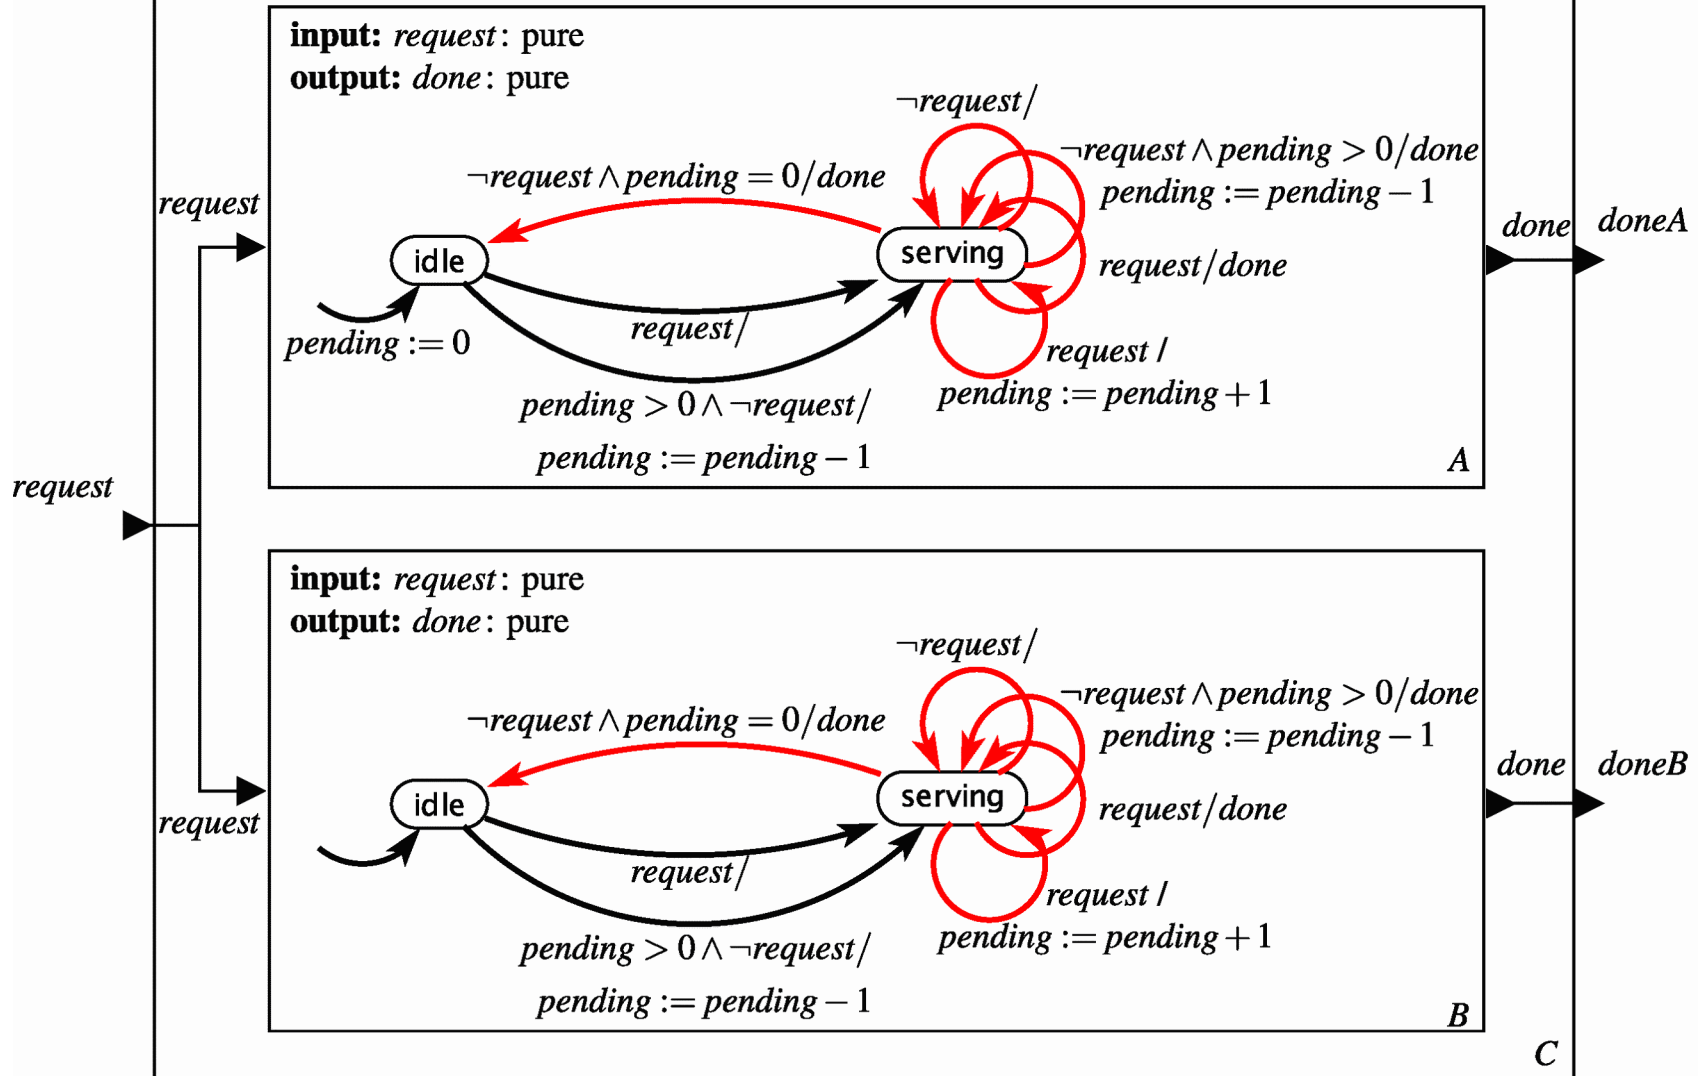 input: request: pure
output: done: pure
¬request/
¬request ∧ pending > 0/done
pending := pending − 1
¬request ∧ pending = 0/done
request
done
doneA
idle
serving
request/done
pending := 0
request/
request /
pending := pending + 1
pending > 0 ∧ ¬request/
pending := pending − 1
A
request
input: request: pure
output: done: pure
¬request/
¬request ∧ pending > 0/done
pending := pending − 1
¬request ∧ pending = 0/done
done
doneB
idle
serving
request/done
request
request/
request /
pending := pending + 1
pending > 0 ∧ ¬request/
pending := pending − 1
B
C